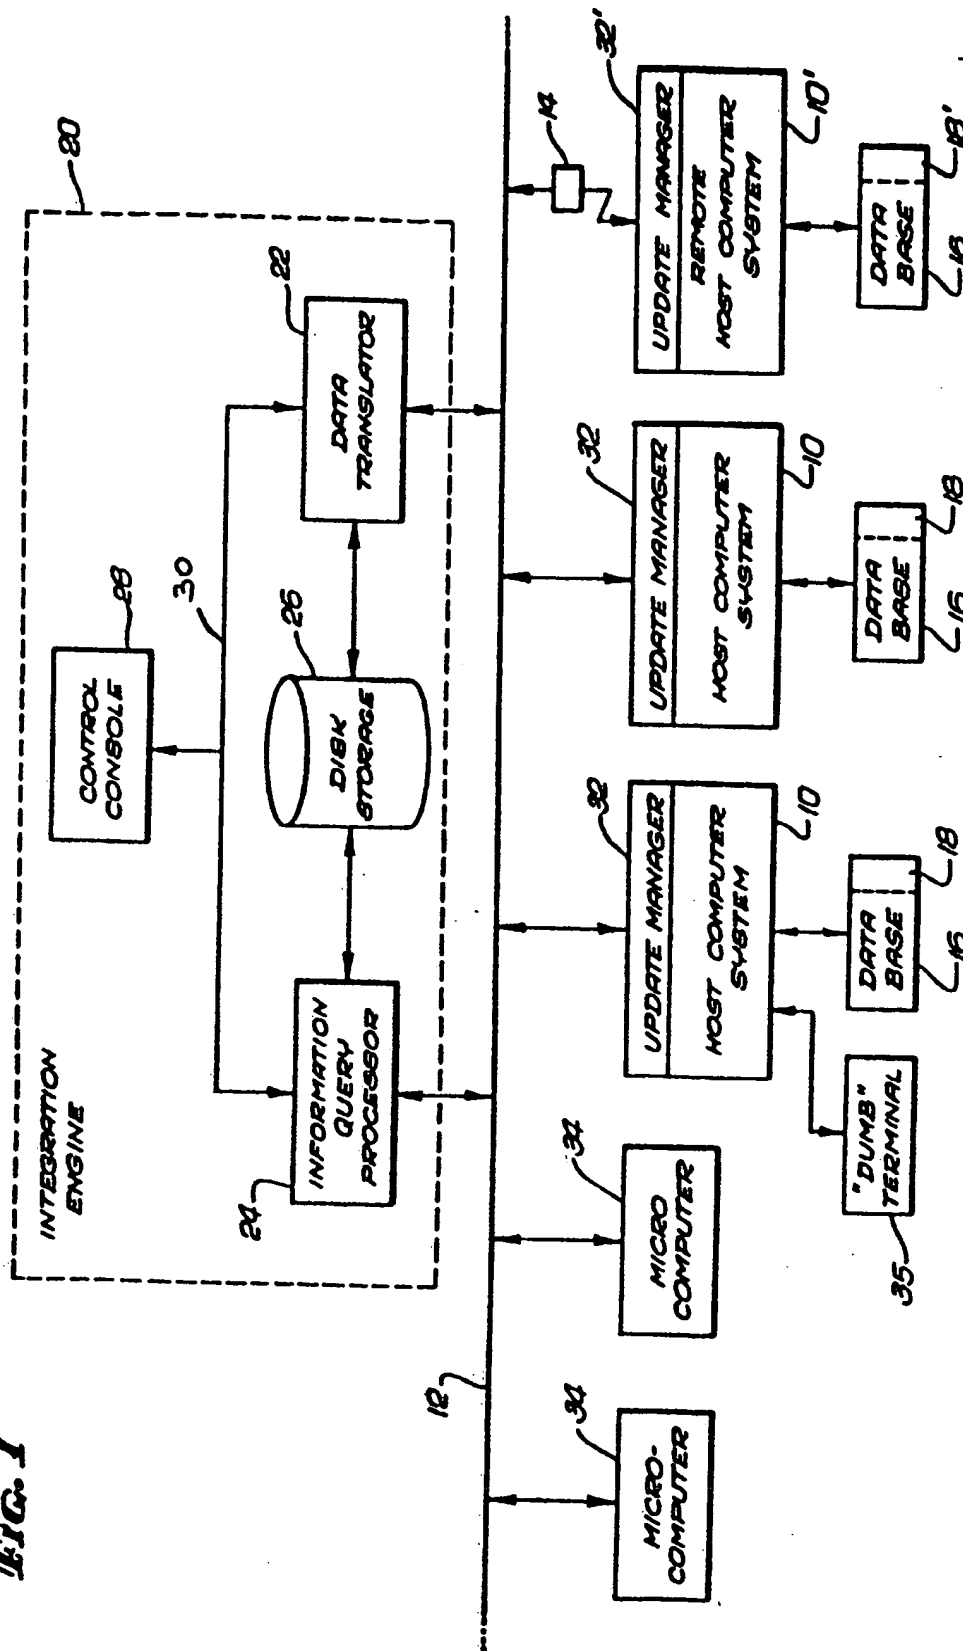 FIG. 1
INTEGRATION
ENGINE
20
CONTROL
CONSOLE
28
30
INFORMATION
QUERY
PROCESSOR
24
DISK
STORAGE
26
DATA
TRANSLATOR
22
12
14
MICRO-
COMPUTER
34
MICRO
COMPUTER
34
UPDATE MANAGER
HOST COMPUTER
SYSTEM
32
10
UPDATE MANAGER
HOST COMPUTER
SYSTEM
32
10
UPDATE MANAGER
REMOTE
HOST COMPUTER
SYSTEM
32'
10'
"DUMB"
TERMINAL
35
DATA
BASE
16
18
DATA
BASE
16
18
DATA
BASE
16
18'